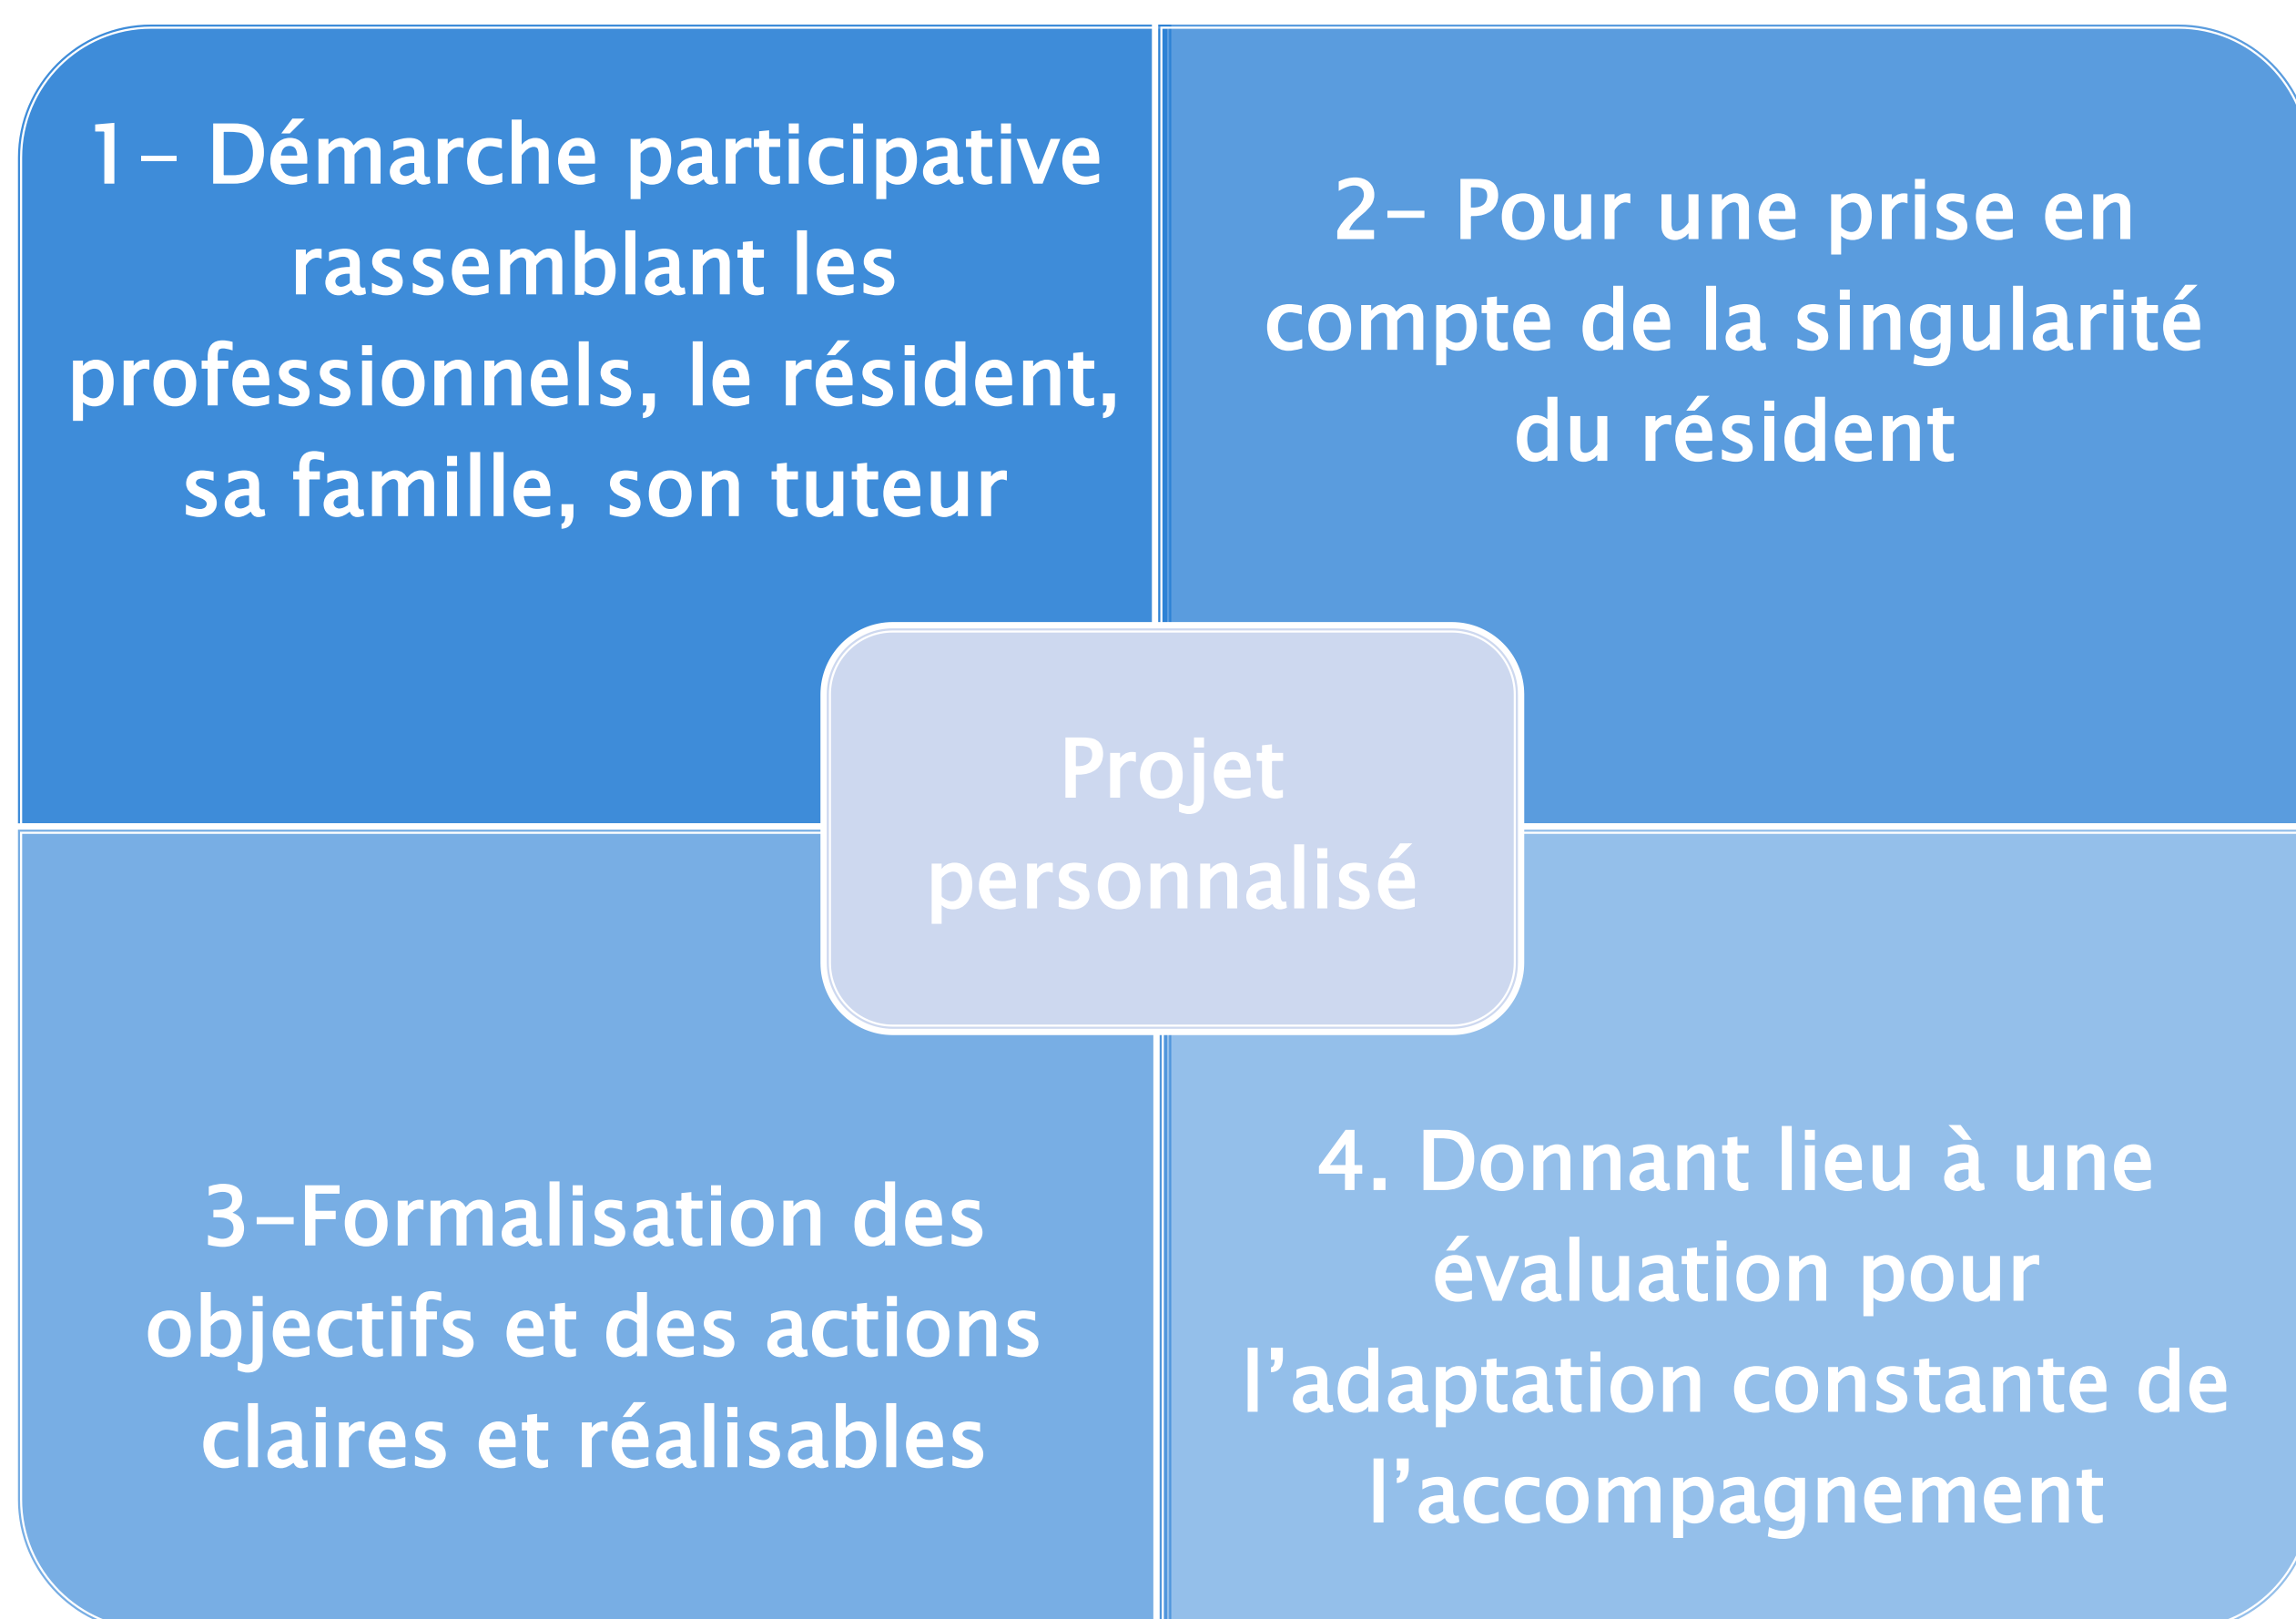 1 – Démarche participative
rassemblant les
professionnels, le résident,
sa famille, son tuteur
2– Pour une prise en
compte de la singularité
du résident
Projet
personnalisé
3–Formalisation des
objectifs et des actions
claires et réalisables
4. Donnant lieu à une
évaluation pour
l’adaptation constante de
l’accompagnement